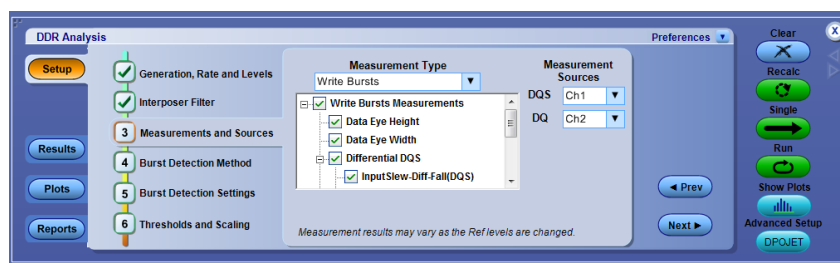 DDR Analysis
Preferences
Setup
Results
Plots
Reports
Generation, Rate and Levels
Interposer Filter
3 Measurements and Sources
4 Burst Detection Method
5 Burst Detection Settings
6 Thresholds and Scaling
Measurement Type
Write Bursts
Write Bursts Measurements
Data Eye Height
Data Eye Width
Differential DQS
InputSlew-Diff-Fall(DQS)
Measurement results may vary as the Ref levels are changed.
Measurement
Sources
DQS Ch1
DQ Ch2
Prev
Next
Clear
X
Recalc
Single
Run
Show Plots
Advanced Setup
DPOJET